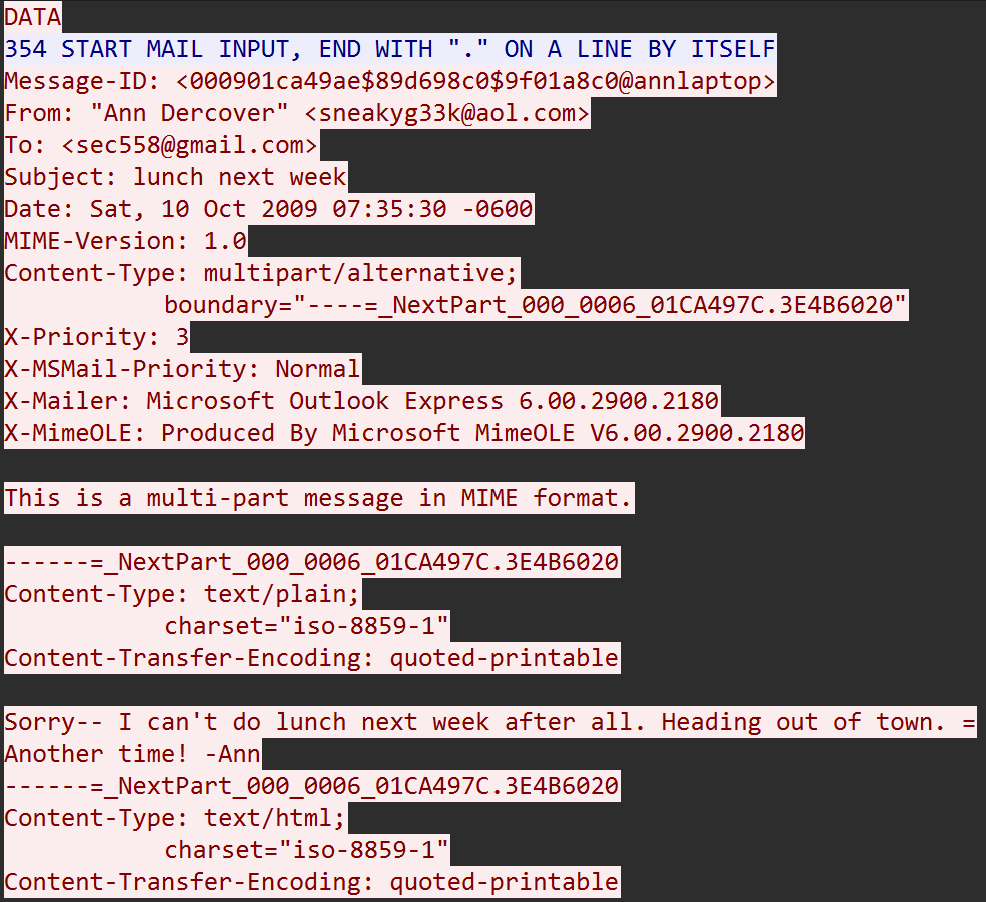 DATA
354 START MAIL INPUT, END WITH "." ON A LINE BY ITSELF
Message-ID: <000901ca49ae$89d698c0$9f01a8c0@annlaptop>
From: "Ann Dercover" <sneakyg33k@aol.com>
To: <sec558@gmail.com>
Subject: lunch next week
Date: Sat, 10 Oct 2009 07:35:30 -0600
MIME-Version: 1.0
Content-Type: multipart/alternative;
boundary="----=_NextPart_000_0006_01CA497C.3E4B6020"
X-Priority: 3
X-MSMail-Priority: Normal
X-Mailer: Microsoft Outlook Express 6.00.2900.2180
X-MimeOLE: Produced By Microsoft MimeOLE V6.00.2900.2180
This is a multi-part message in MIME format.
------=_NextPart_000_0006_01CA497C.3E4B6020
Content-Type: text/plain;
charset="iso-8859-1"
Content-Transfer-Encoding: quoted-printable
Sorry-- I can't do lunch next week after all. Heading out of town. =
Another time! -Ann
------=_NextPart_000_0006_01CA497C.3E4B6020
Content-Type: text/html;
charset="iso-8859-1"
Content-Transfer-Encoding: quoted-printable